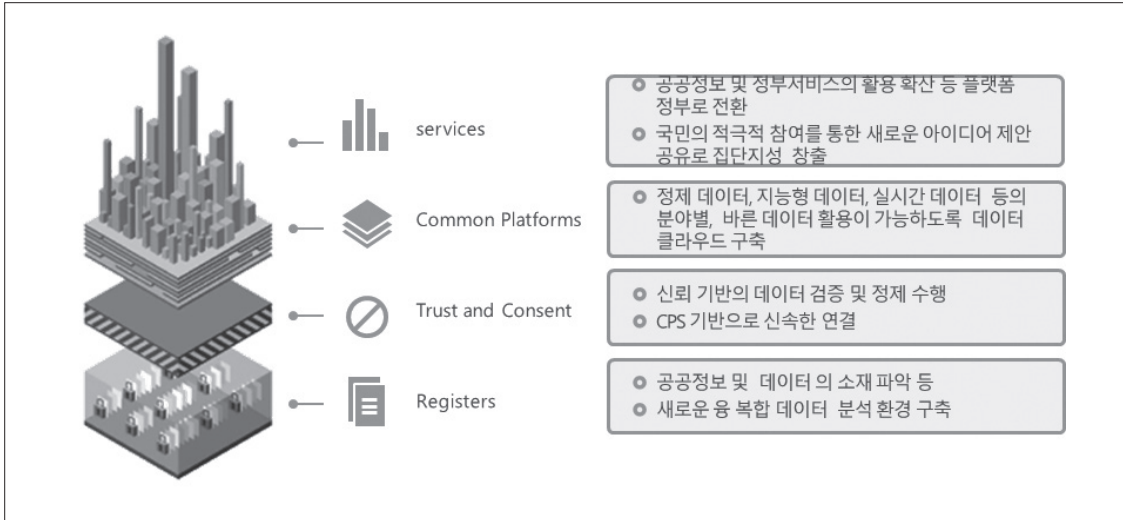 services
공공정보 및 정부서비스의 활용 확산 등 플랫폼
정부로 전환
국민의 적극적 참여를 통한 새로운 아이디어 제안
공유로 집단지성 창출
Common Platforms
정제 데이터, 지능형 데이터, 실시간 데이터 등의
분야별, 바른 데이터 활용이 가능하도록 데이터
클라우드 구축
Trust and Consent
신뢰 기반의 데이터 검증 및 정제 수행
CPS 기반으로 신속한 연결
Registers
공공정보 및 데이터 의 소재 파악 등
새로운 융 복합 데이터 분석 환경 구축